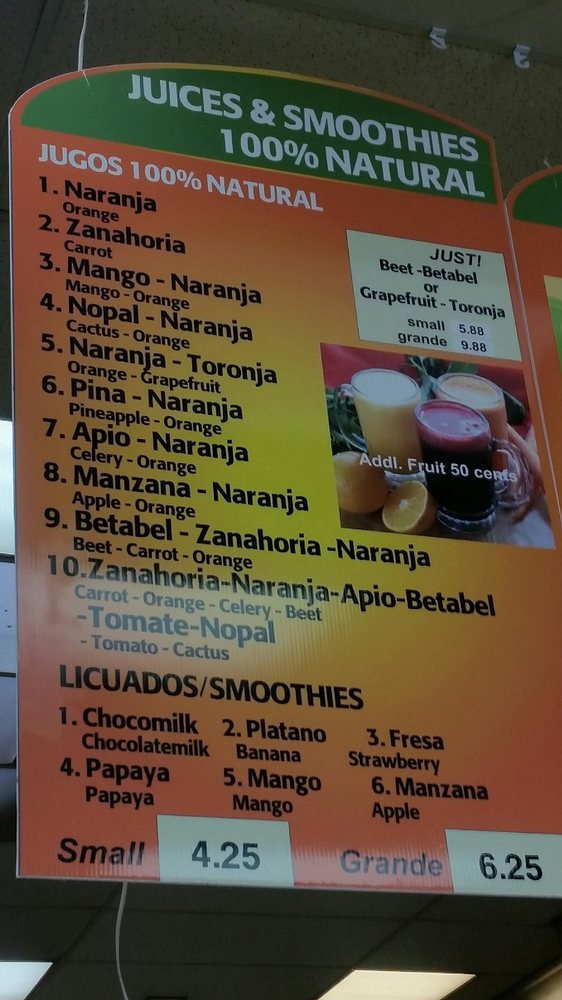 JUICES & SMOOTHIES
100% NATURAL
JUGOS 100% NATURAL
1. Naranja
Orange
2. Zanahoria
Carrot
3. Mango - Naranja
Mango - Orange
4. Nopal - Naranja
Cactus - Orange
5. Naranja - Toronja
Orange - Grapefruit
6. Pina - Naranja
Pineapple - Orange
7. Apio - Naranja
Celery - Orange
8. Manzana - Naranja
Apple - Orange
9. Betabel - Zanahoria -Naranja
Beet - Carrot - Orange
10.Zanahoria-Naranja-Apio-Betabel
Carrot - Orange - Celery - Beet
-Tomate-Nopal
- Tomato - Cactus
JUST!
Beet -Betabel
or
Grapefruit - Toronja
small 5.88
grande 9.88
Addl. Fruit 50 cents
LICUADOS/SMOOTHIES
1. Chocomilk 2. Platano 3. Fresa
Chocolatemilk Banana Strawberry
4. Papaya 5. Mango 6. Manzana
Papaya Mango Apple
Small 4.25 Grande 6.25